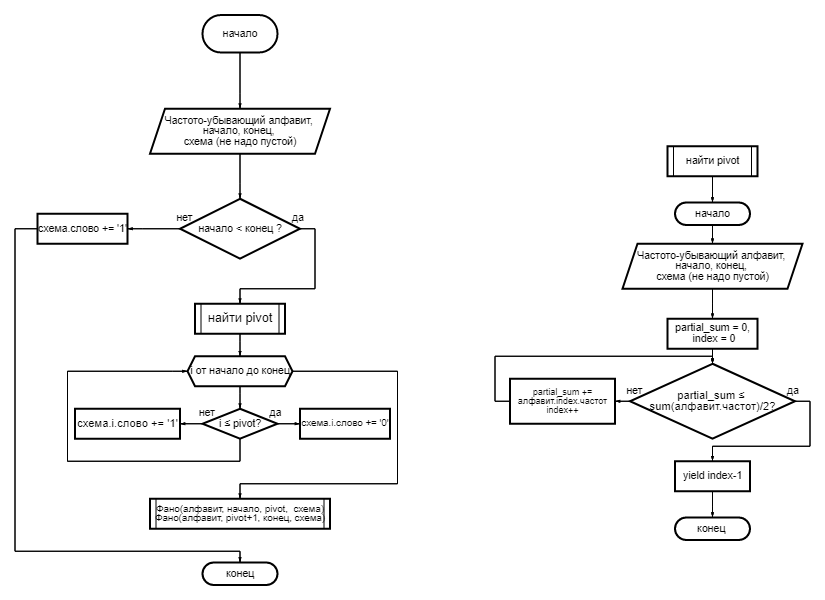 начало
Частото-убывающий алфавит,
начало, конец,
схема (не надо пустой)
нет
да
начало < конец ?
схема.слово += '1'
найти pivot
i от начало до конец
нет
да
i ≤ pivot?
схема.i.слово += '1'
схема.i.слово += '0'
Фано(алфавит, начало, pivot, схема)
Фано(алфавит, pivot+1, конец, схема)
конец
найти pivot
начало
Частото-убывающий алфавит,
начало, конец,
схема (не надо пустой)
partial_sum = 0,
index = 0
нет
да
partial_sum ≤
sum(алфавит.частот)/2?
partial_sum +=
алфавит.index.частот
index++
yield index-1
конец